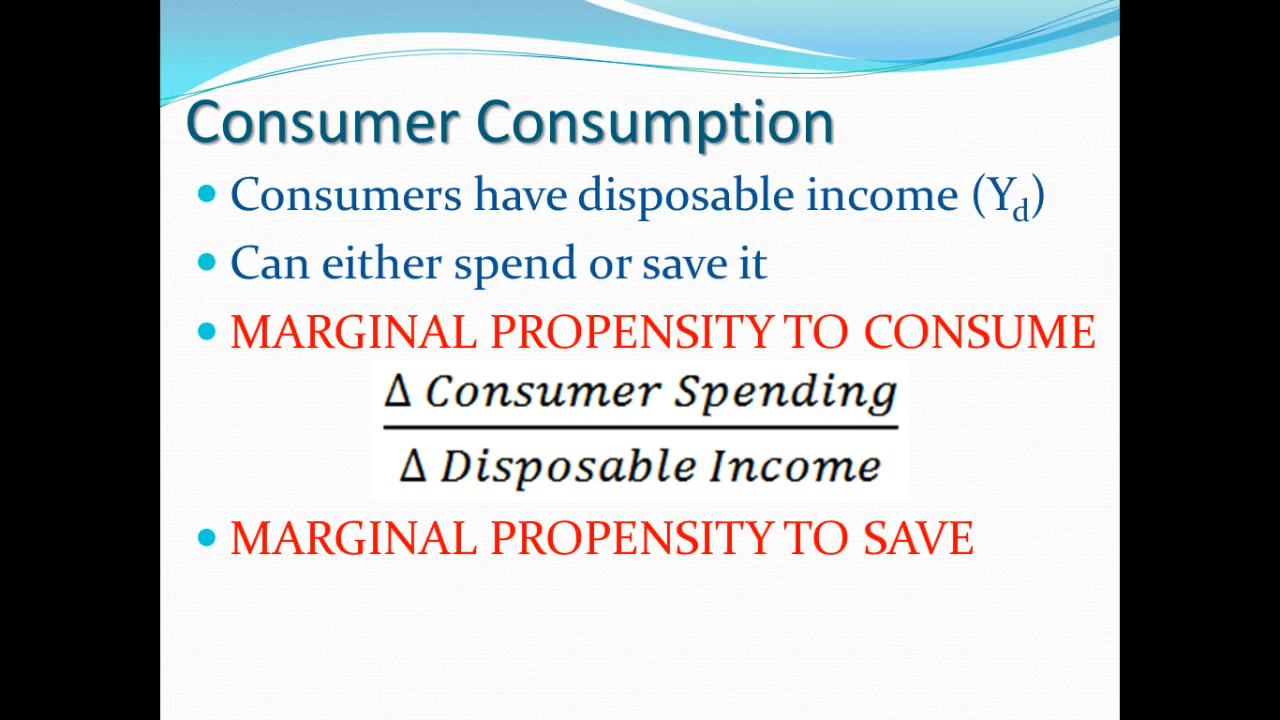 Consumer Consumption
• Consumers have disposable income (Yd)
• Can either spend or save it
• MARGINAL PROPENSITY TO CONSUME
Δ Consumer Spending
Δ Disposable Income
• MARGINAL PROPENSITY TO SAVE